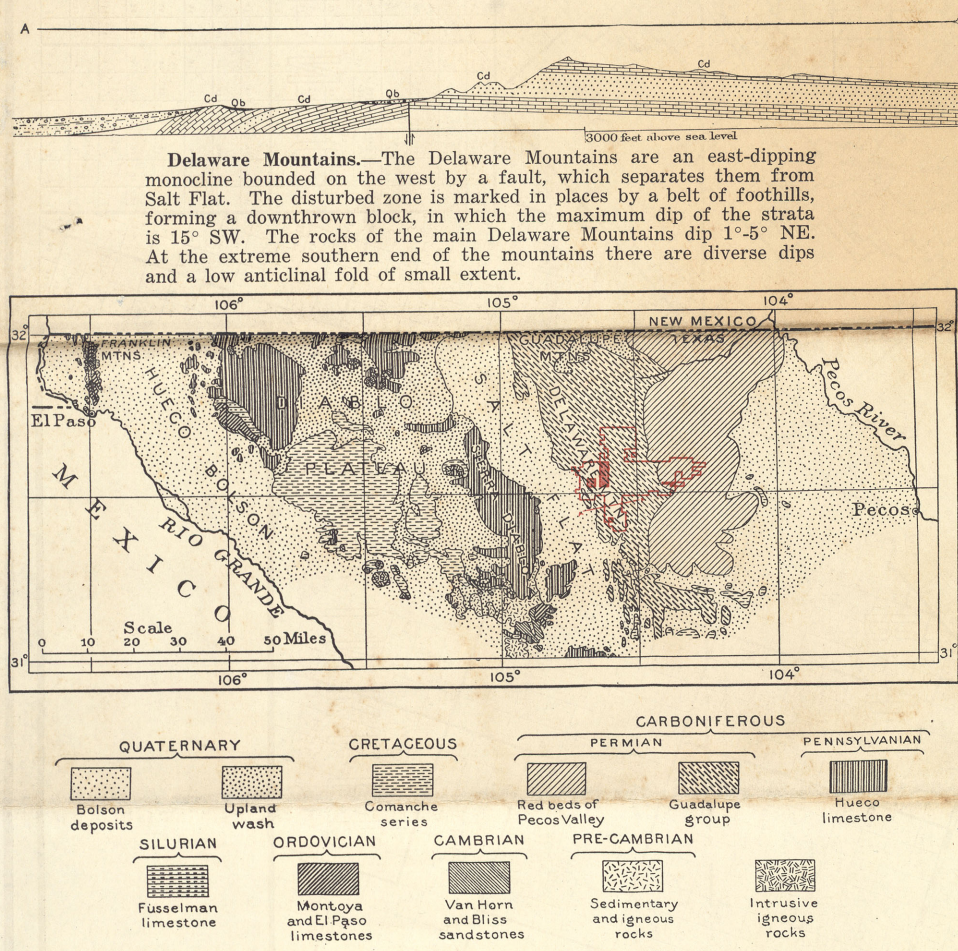 A
Cd
Qb
Cd
Qb
Cd
Cd
3000 feet above sea level
Delaware Mountains.—The Delaware Mountains are an east-dipping
monocline bounded on the west by a fault, which separates them from
Salt Flat. The disturbed zone is marked in places by a belt of foothills,
forming a downthrown block, in which the maximum dip of the strata
is 15° SW. The rocks of the main Delaware Mountains dip 1°-5° NE.
At the extreme southern end of the mountains there are diverse dips
and a low anticlinal fold of small extent.
106° 105° 104°
NEW MEXICO
TEXAS
32° 32°
FRANKLIN
MTNS
GUADALUPE
MTNS
HUECO
BOLSON
DIABLO
PLATEAU
SALT
FLAT
DELAWARE
SIERRA
DIABLO
Pecos River
El Paso
Pecos
MEXICO
RIO GRANDE
Scale
0 10 20 30 40 50 Miles
31° 31°
106° 105° 104°
CARBONIFEROUS
QUATERNARY CRETACEOUS PERMIAN PENNSYLVANIAN
Bolson
deposits
Upland
wash
Comanche
series
Red beds of
Pecos Valley
Guadalupe
group
Hueco
limestone
SILURIAN ORDOVICIAN CAMBRIAN PRE-CAMBRIAN
Fusselman
limestone
Montoya
and El Paso
limestones
Van Horn
and Bliss
sandstones
Sedimentary
and igneous
rocks
Intrusive
igneous
rocks